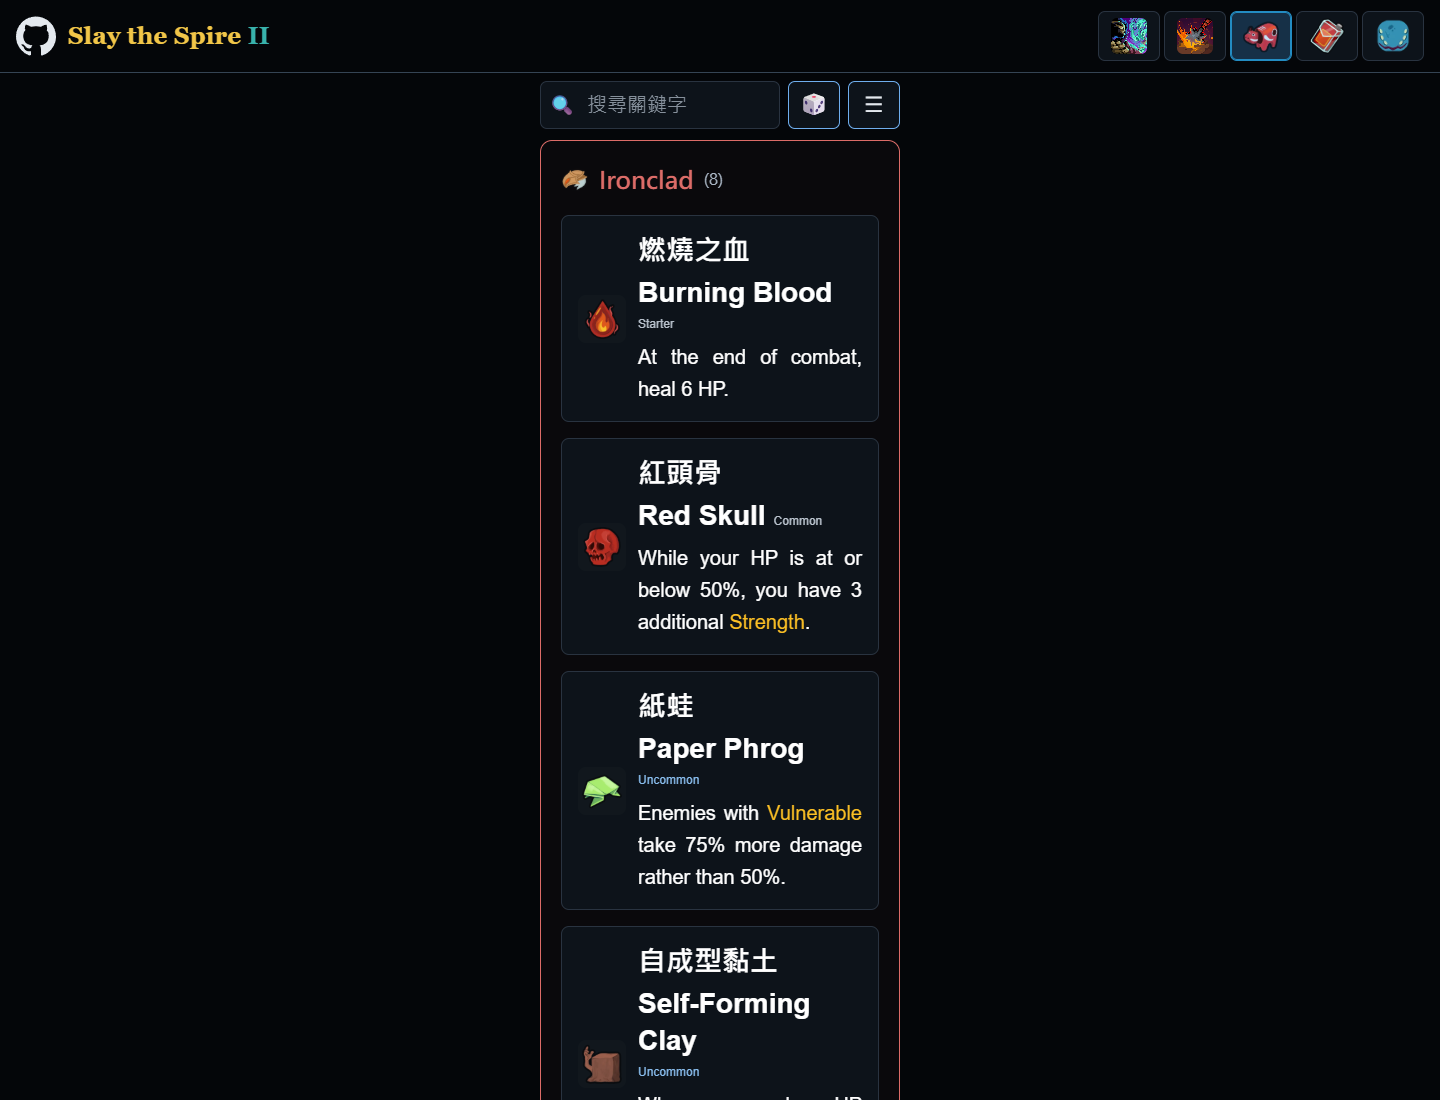 Slay the Spire II
搜尋關鍵字
Ironclad (8)
燃燒之血
Burning Blood
Starter
At the end of combat,
heal 6 HP.
紅頭骨
Red Skull Common
While your HP is at or
below 50%, you have 3
additional Strength.
紙蛙
Paper Phrog
Uncommon
Enemies with Vulnerable
take 75% more damage
rather than 50%.
自成型黏土
Self-Forming
Clay
Uncommon